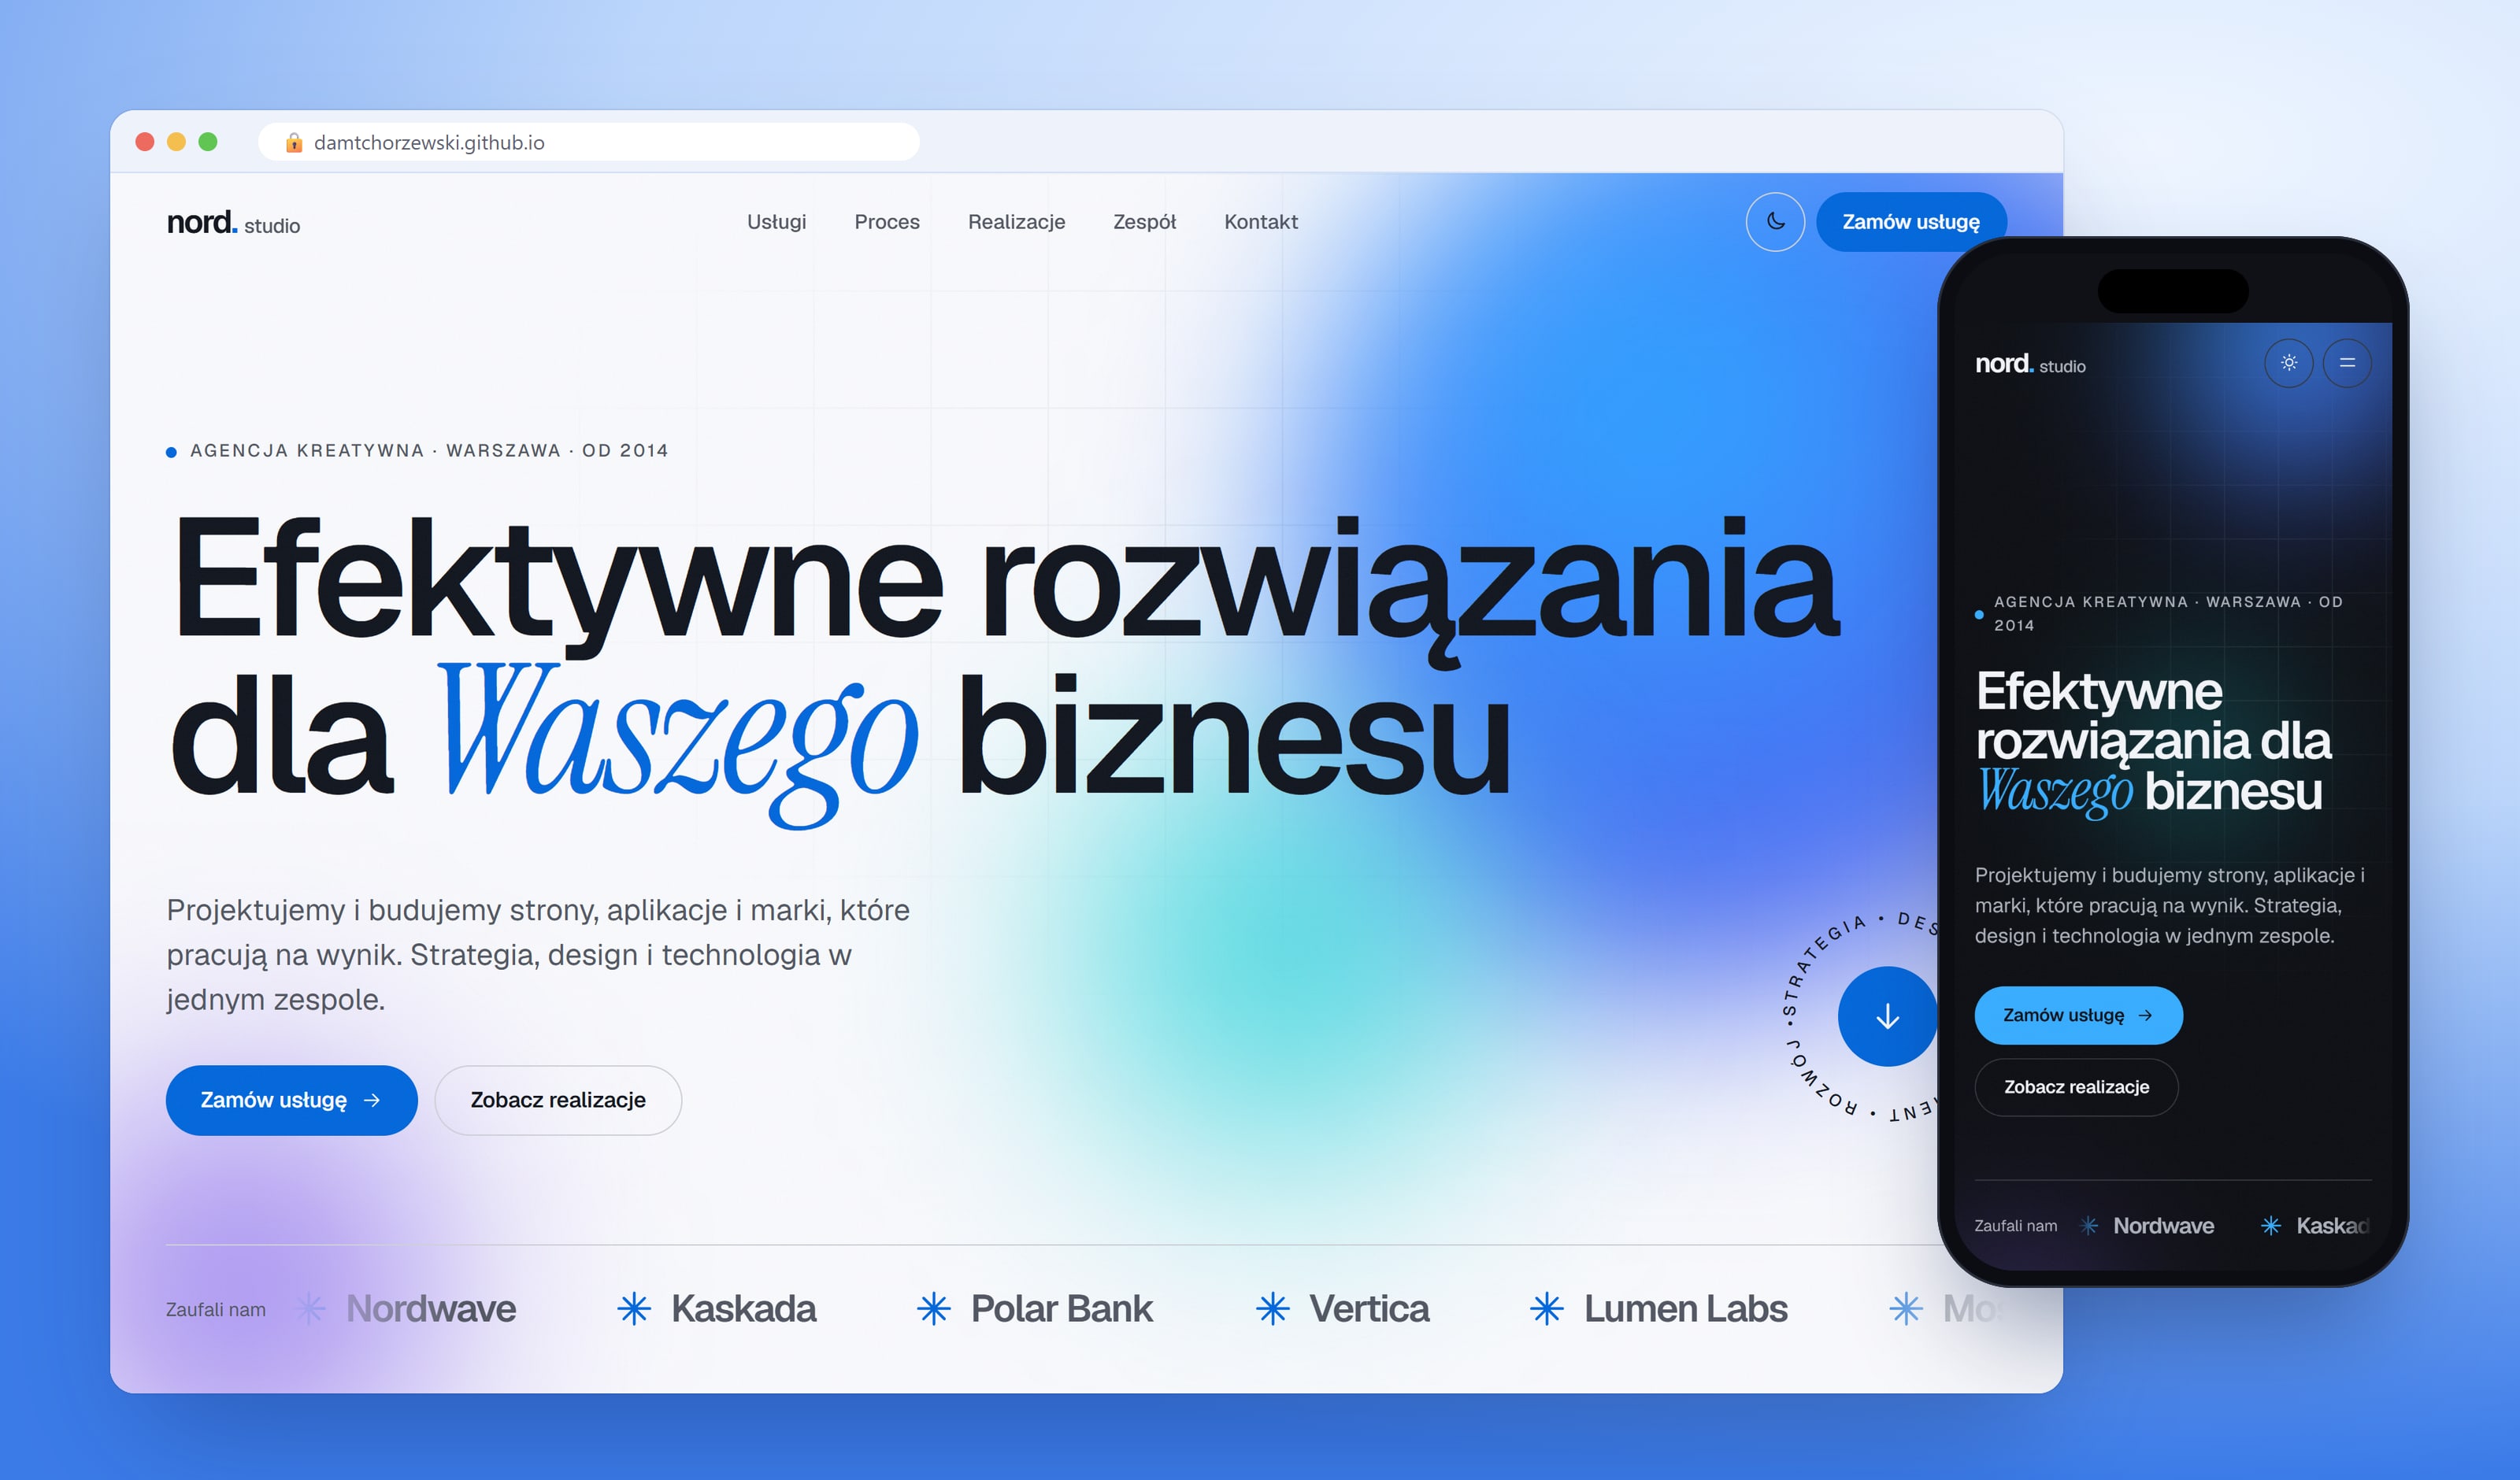 damtchorzewski.github.io
nord. studio
Usługi Proces Realizacje Zespół Kontakt
Zamów usługę
AGENCJA KREATYWNA · WARSZAWA · OD 2014
Efektywne rozwiązania
dla Waszego biznesu
Projektujemy i budujemy strony, aplikacje i marki, które
pracują na wynik. Strategia, design i technologia w
jednym zespole.
Zamów usługę →
Zobacz realizacje
STRATEGIA •
ROZWÓJ •
Zaufali nam Nordwave Kaskada Polar Bank Vertica Lumen Labs
nord. studio
AGENCJA KREATYWNA · WARSZAWA · OD
2014
Efektywne
rozwiązania dla
Waszego biznesu
Projektujemy i budujemy strony, aplikacje i
marki, które pracują na wynik. Strategia,
design i technologia w jednym zespole.
Zamów usługę →
Zobacz realizacje
Zaufali nam Nordwave Kaskad